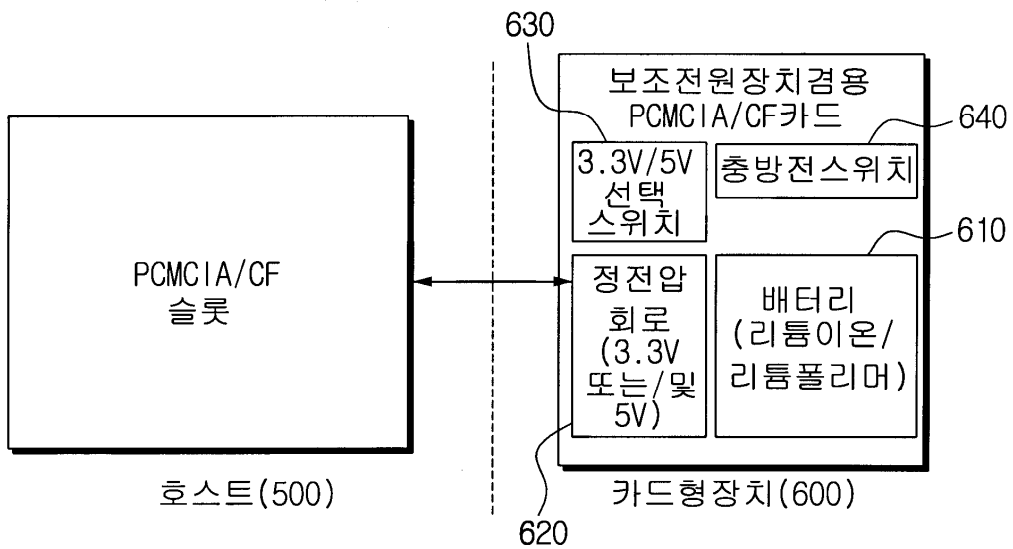 630
보조전원장치겸용
PCMCIA/CF카드
640
3.3V/5V
선택
스위치
충방전스위치
610
PCMCIA/CF
슬롯
정전압
회로
(3.3V
또는/및
5V)
배터리
(리튬이온/
리튬폴리머)
호스트(500)
카드형장치(600)
620